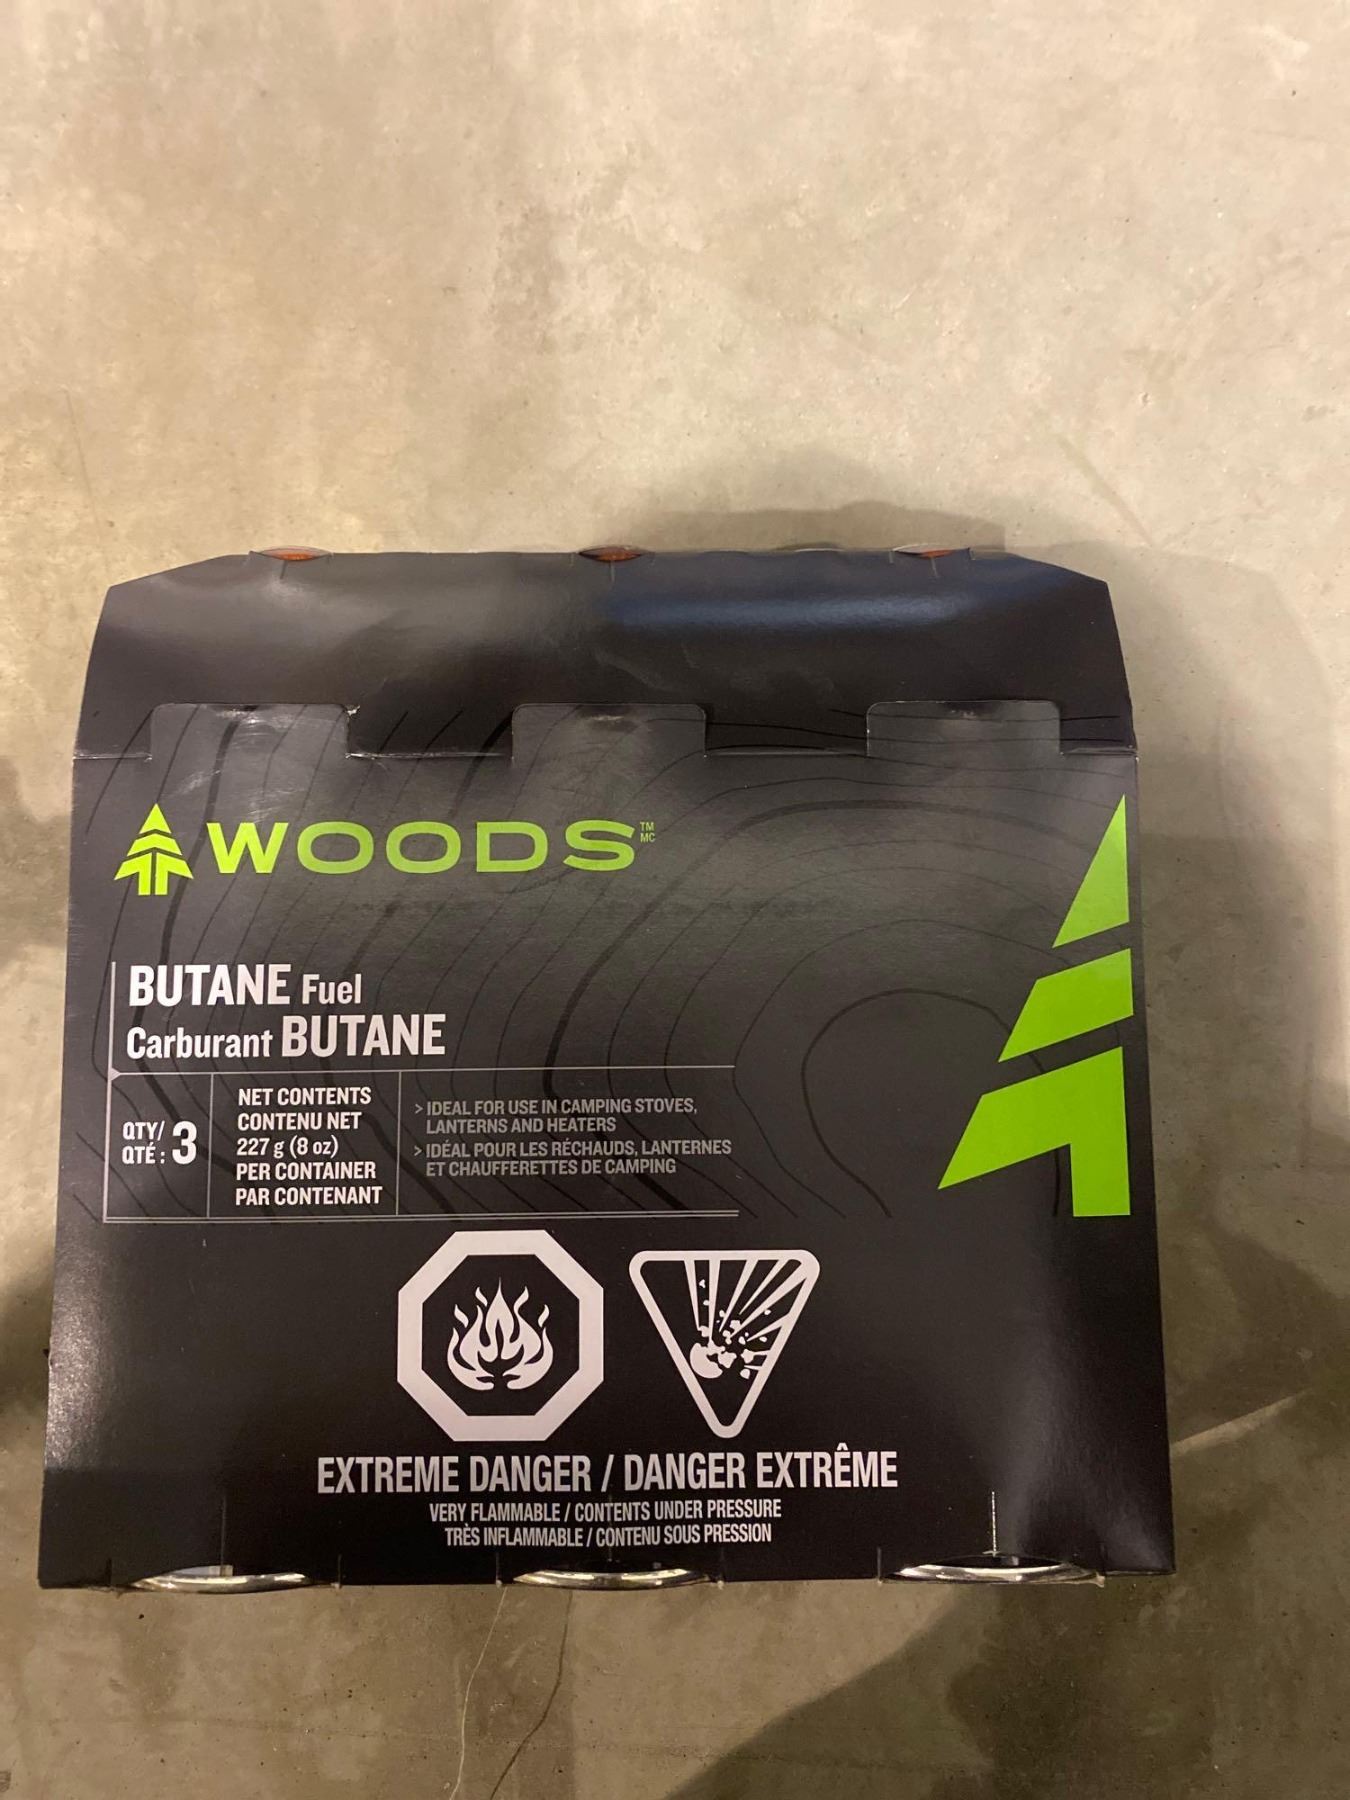 WOODS TM MC
BUTANE Fuel
Carburant BUTANE
QTY/ QTÉ : 3
NET CONTENTS
CONTENU NET
227 g (8 oz)
PER CONTAINER
PAR CONTENANT
> IDEAL FOR USE IN CAMPING STOVES,
LANTERNS AND HEATERS
> IDÉAL POUR LES RÉCHAUDS, LANTERNES
ET CHAUFFERETTES DE CAMPING
EXTREME DANGER / DANGER EXTRÊME
VERY FLAMMABLE / CONTENTS UNDER PRESSURE
TRÈS INFLAMMABLE / CONTENU SOUS PRESSION